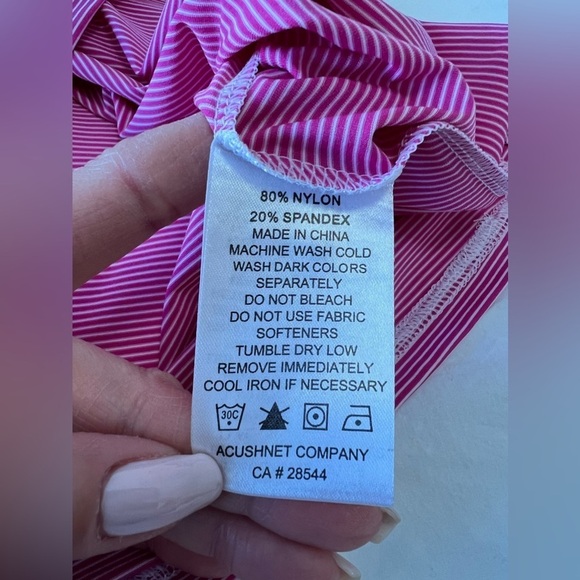 80% NYLON
20% SPANDEX
MADE IN CHINA
MACHINE WASH COLD
WASH DARK COLORS
SEPARATELY
DO NOT BLEACH
DO NOT USE FABRIC
SOFTENERS
TUMBLE DRY LOW
REMOVE IMMEDIATELY
COOL IRON IF NECESSARY
30C
ACUSHNET COMPANY
CA # 28544